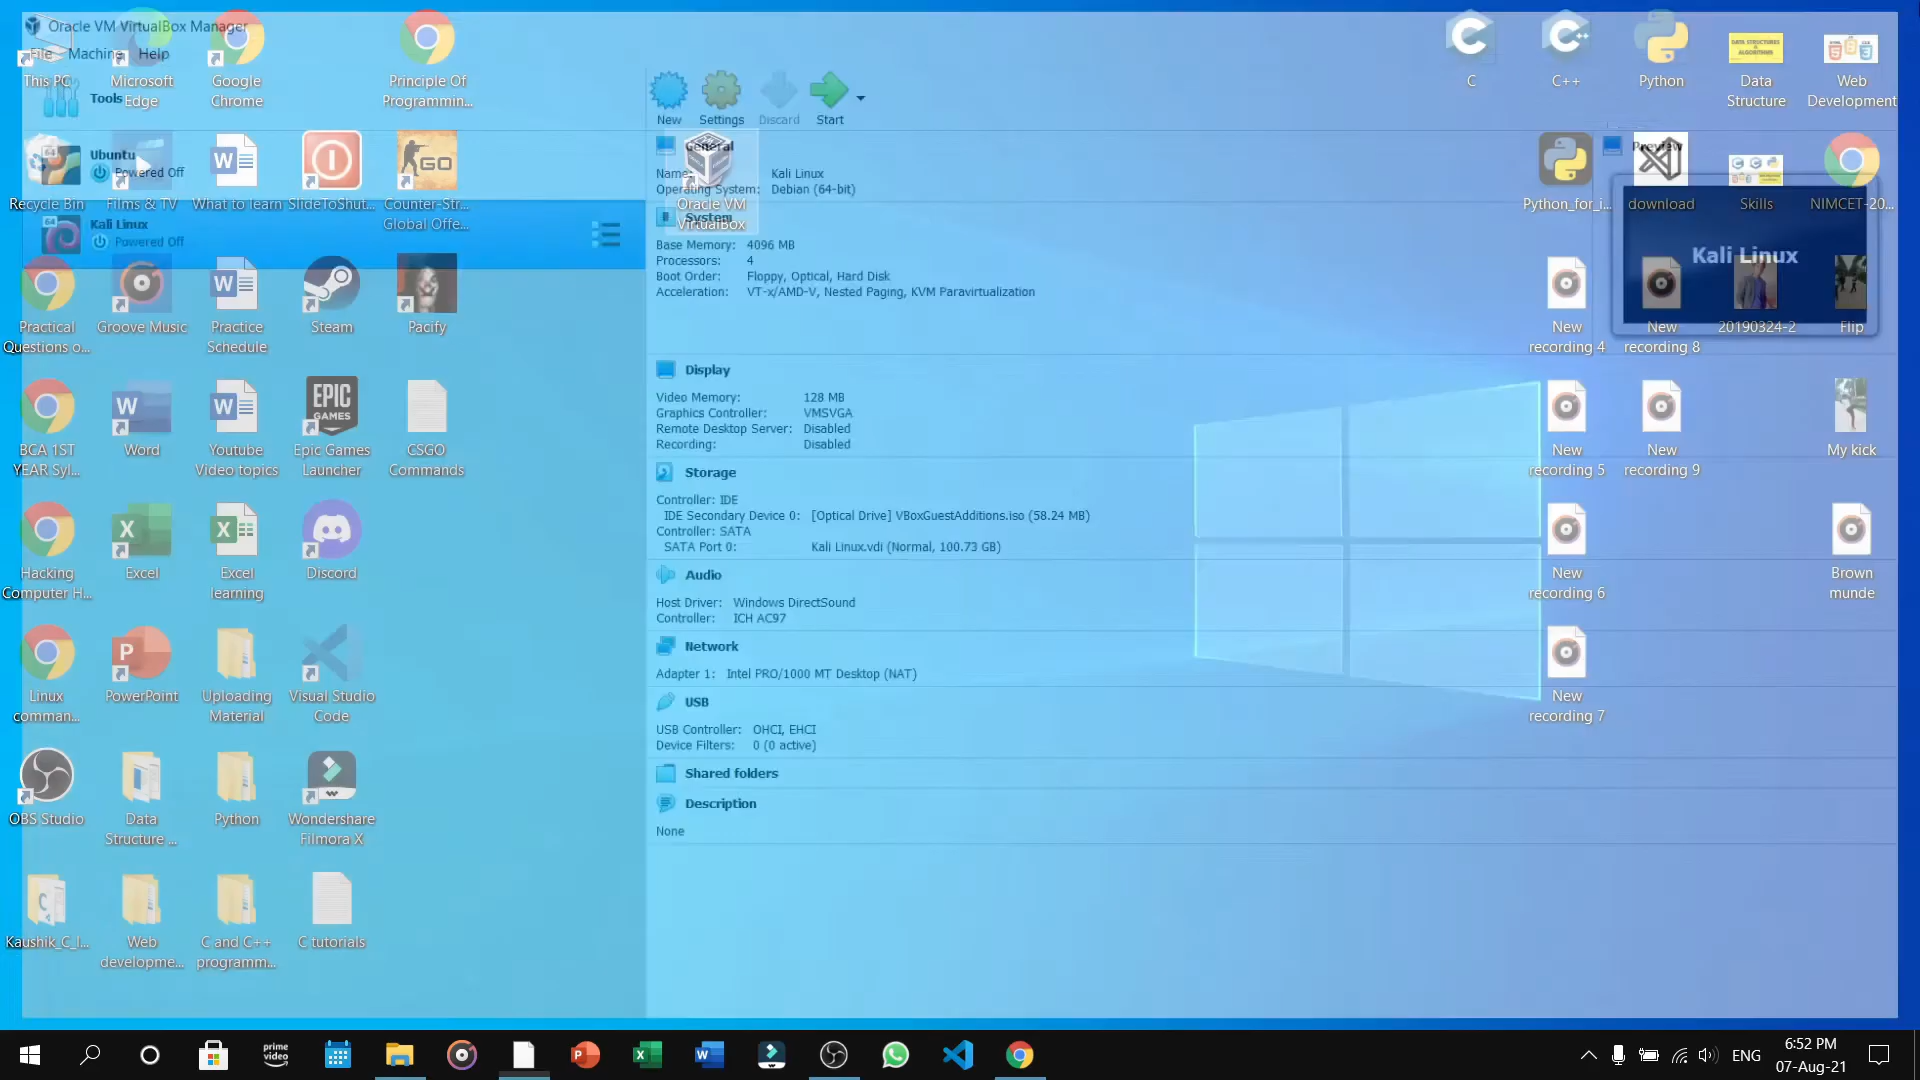 Oracle VM VirtualBox Manager
File Machine Help
Tools
Ubuntu
Powered Off
Kali Linux
Powered Off
New
Settings
Discard
Start
General
Name: Kali Linux
Operating System: Debian (64-bit)
System
Base Memory: 4096 MB
Processors: 4
Boot Order: Floppy, Optical, Hard Disk
Acceleration: VT-x/AMD-V, Nested Paging, KVM Paravirtualization
Display
Video Memory: 128 MB
Graphics Controller: VMSVGA
Remote Desktop Server: Disabled
Recording: Disabled
Storage
Controller: IDE
IDE Secondary Device 0: [Optical Drive] VBoxGuestAdditions.iso (58.24 MB)
Controller: SATA
SATA Port 0: Kali Linux.vdi (Normal, 100.73 GB)
Audio
Host Driver: Windows DirectSound
Controller: ICH AC97
Network
Adapter 1: Intel PRO/1000 MT Desktop (NAT)
USB
USB Controller: OHCI, EHCI
Device Filters: 0 (0 active)
Shared folders
Description
None
Preview
Kali Linux
This PC
Microsoft
Edge
Google
Chrome
Principle Of
Programmin...
Recycle Bin
Films & TV
What to learn
SlideToShut...
Counter-Str...
Global Offe...
Oracle VM
VirtualBox
Practical
Questions o...
Groove Music
Practice
Schedule
Steam
Pacify
BCA 1ST
YEAR Syl...
Word
Youtube
Video topics
EPIC
GAMES
Epic Games
Launcher
CSGO
Commands
Hacking
Computer H...
Excel
Excel
learning
Discord
Linux
comman...
PowerPoint
Uploading
Material
Visual Studio
Code
OBS Studio
Data
Structure ...
Python
Wondershare
Filmora X
Kaushik_C_l...
Web
developme...
C and C++
programm...
C tutorials
C
C++
Python
DATA STRUCTURES
&
ALGORITHMS
Data
Structure
Web
Development
Python_for_i...
download
Skills
NIMCET-20...
New
recording 4
New
recording 8
20190324-2
Flip
New
recording 5
New
recording 9
My kick
New
recording 6
Brown
munde
New
recording 7
prime
video
ENG
6:52 PM
07-Aug-21